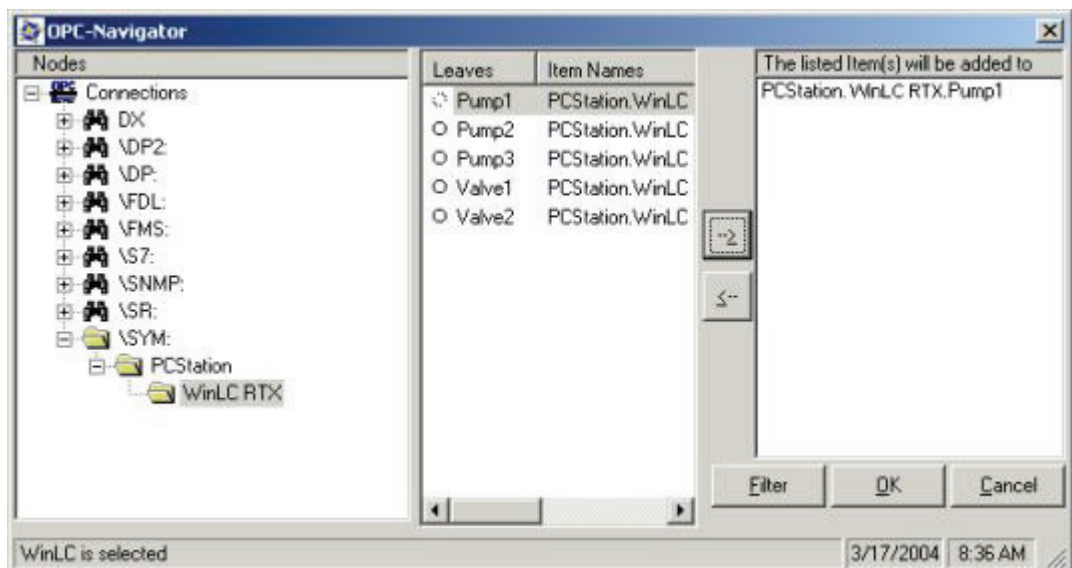 OPC-Navigator
Nodes
Connections
DX
\DP2:
\DP:
\FDL:
\FMS:
\S7:
\SNMP:
\SR:
\SYM:
PCStation
WinLC RTX
Leaves Item Names
Pump1 PCStation.WinLC
Pump2 PCStation.WinLC
Pump3 PCStation.WinLC
Valve1 PCStation.WinLC
Valve2 PCStation.WinLC
-->
<--
The listed Item(s) will be added to
PCStation. WinLC RTX.Pump1
Filter OK Cancel
WinLC is selected 3/17/2004 8:36 AM